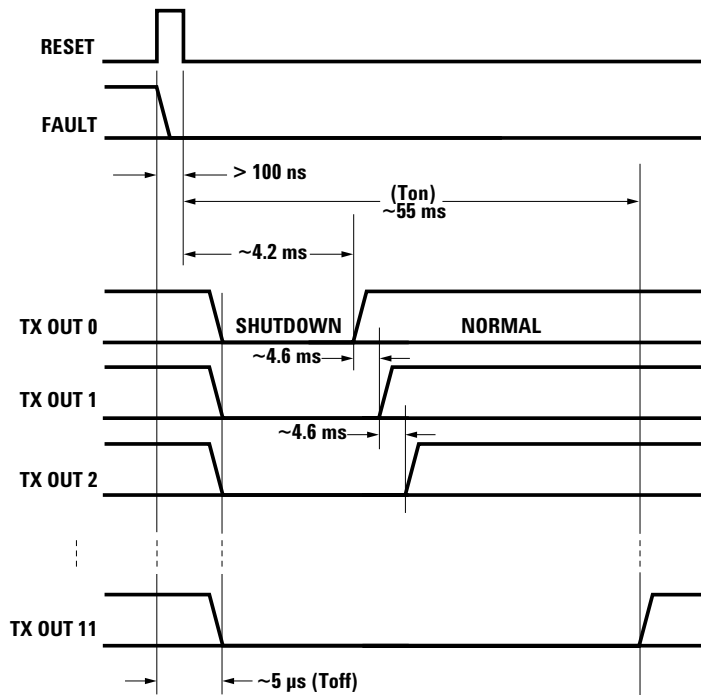 RESET
FAULT
> 100 ns
(Ton)
~55 ms
~4.2 ms
TX OUT 0
SHUTDOWN
NORMAL
~4.6 ms
TX OUT 1
~4.6 ms
TX OUT 2
TX OUT 11
~5 µs (Toff)